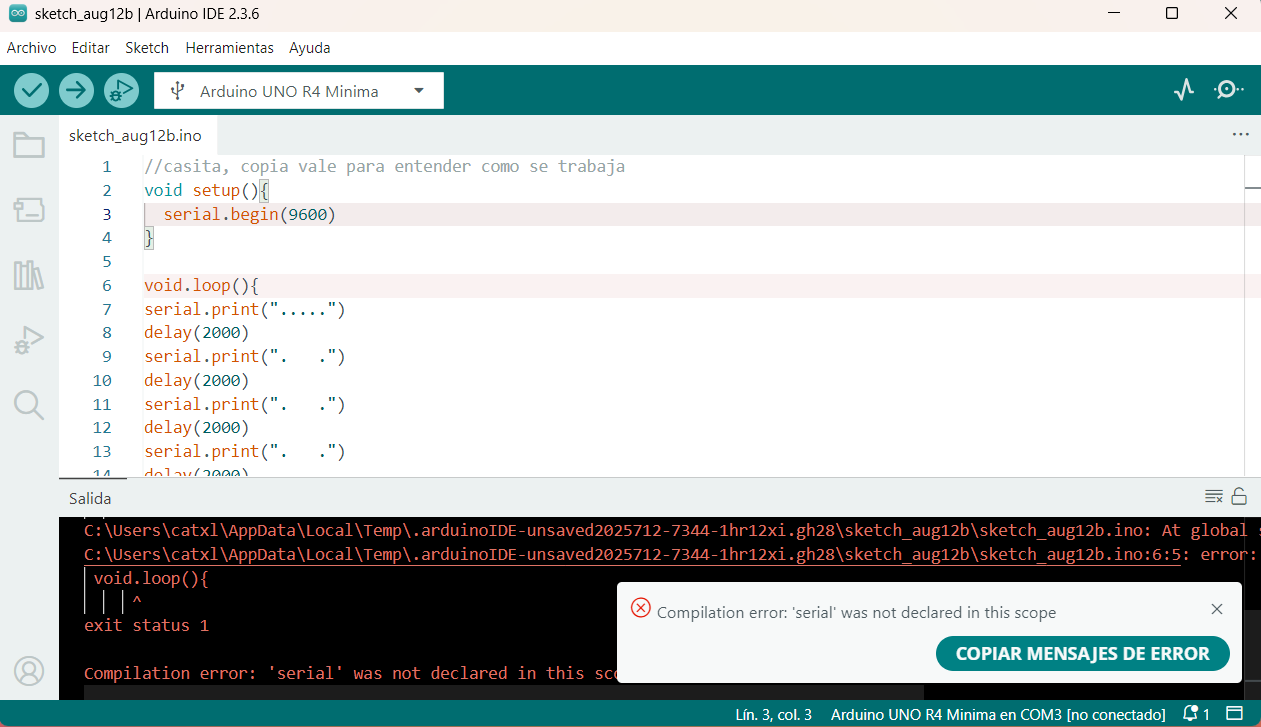 sketch_aug12b | Arduino IDE 2.3.6
Archivo Editar Sketch Herramientas Ayuda
Arduino UNO R4 Minima
sketch_aug12b.ino
1 //casita, copia vale para entender como se trabaja
2 void setup(){
3 serial.begin(9600)
4 }
5
6 void.loop(){
7 serial.print(".....")
8 delay(2000)
9 serial.print(".   .")
10 delay(2000)
11 serial.print(".   .")
12 delay(2000)
13 serial.print(".   .")
14 delay(2000)
Salida
C:\Users\catxl\AppData\Local\Temp\.arduinoIDE-unsaved2025712-7344-1hr12xi.gh28\sketch_aug12b\sketch_aug12b.ino: At global
C:\Users\catxl\AppData\Local\Temp\.arduinoIDE-unsaved2025712-7344-1hr12xi.gh28\sketch_aug12b\sketch_aug12b.ino:6:5: error:
void.loop(){
^
exit status 1
Compilation error: 'serial' was not declared in this
Compilation error: 'serial' was not declared in this scope
COPIAR MENSAJES DE ERROR
Lín. 3, col. 3 Arduino UNO R4 Minima en COM3 [no conectado] 1